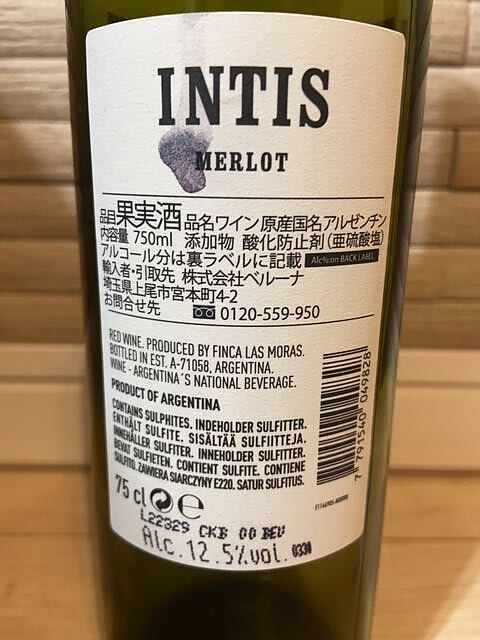 INTIS
MERLOT
品目果実酒 品名ワイン 原産国名アルゼンチン
内容量 750ml 添加物 酸化防止剤(亜硫酸塩)
アルコール分は裏ラベルに記載 Alc%:on BACK LABEL
輸入者・引取先 株式会社ベルーナ
埼玉県上尾市宮本町4-2
お問合せ先 0120-559-950
RED WINE. PRODUCED BY FINCA LAS MORAS.
BOTTLED IN EST. A-71058, ARGENTINA.
WINE - ARGENTINA´S NATIONAL BEVERAGE.
PRODUCT OF ARGENTINA
CONTAINS SULPHITES. INDEHOLDER SULFITTER.
ENTHÄLT SULFITE. SISÄLTÄÄ SULFIITTEJA.
INNEHÅLLER SULFITER. INNEHOLDER SULFITTER.
BEVAT SULFIETEN. CONTIENT SULFITE. CONTIENE
SULFITO. ZAWIERA SIARCZYNY E220. SATUR SULFITUS.
75 cl e
L22329 CKB 00 BEV
Alc. 12.5%vol. 0330
7 791540 049828